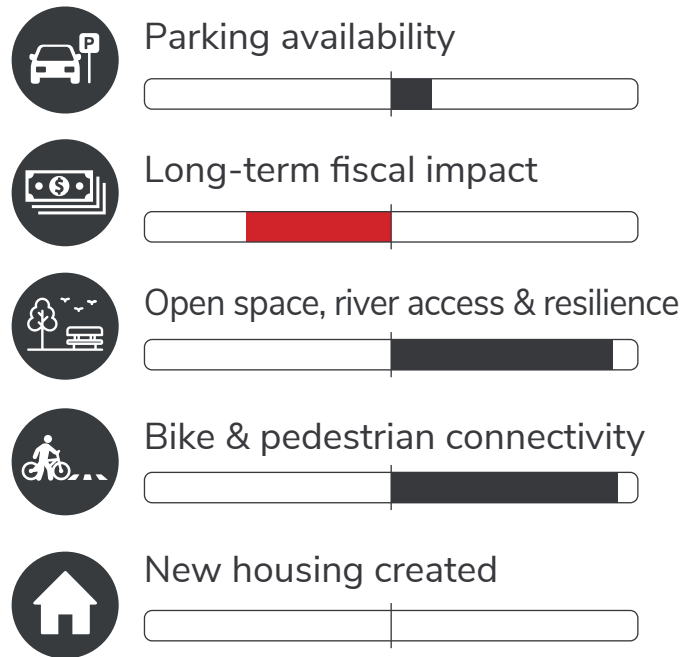 P
Parking availability
$
Long-term fiscal impact
Open space, river access & resilience
Bike & pedestrian connectivity
New housing created